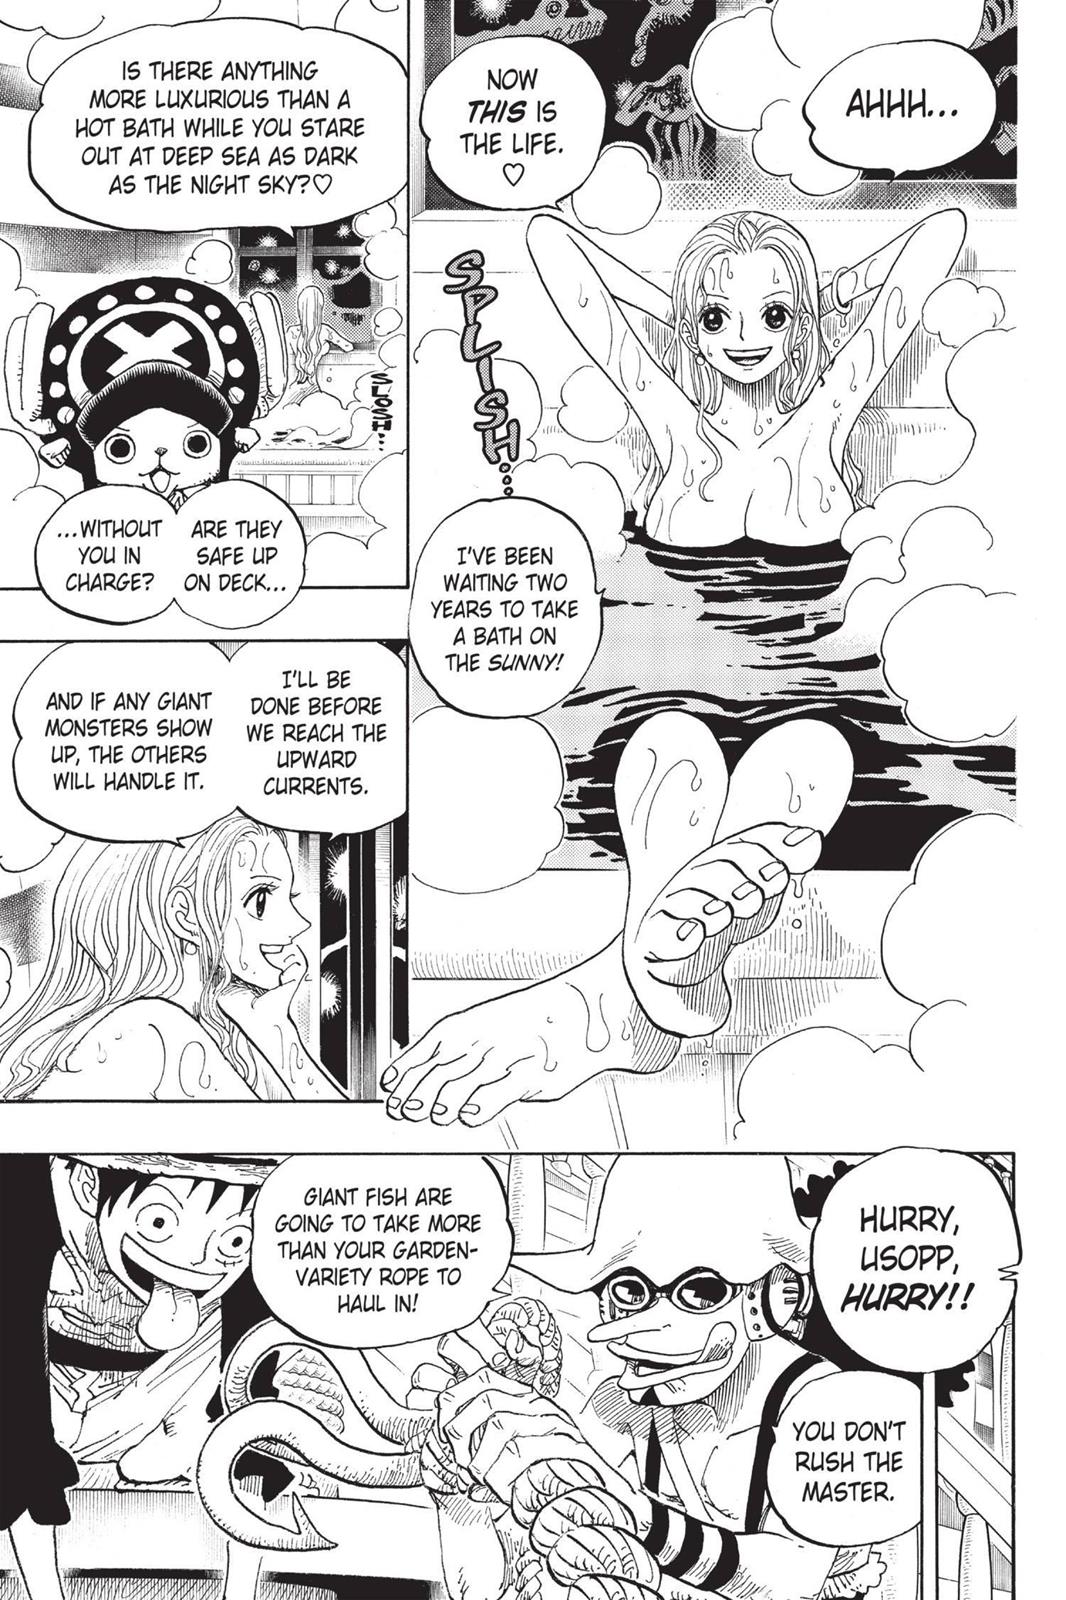 AHHH...
NOW
THIS IS
THE LIFE.
♡
SPLISH...
I'VE BEEN
WAITING TWO
YEARS TO TAKE
A BATH ON
THE SUNNY!
IS THERE ANYTHING
MORE LUXURIOUS THAN A
HOT BATH WHILE YOU STARE
OUT AT DEEP SEA AS DARK
AS THE NIGHT SKY?♡
SLOSH...
ARE THEY
SAFE UP
ON DECK...
...WITHOUT
YOU IN
CHARGE?
I'LL BE
DONE BEFORE
WE REACH THE
UPWARD
CURRENTS.
AND IF ANY GIANT
MONSTERS SHOW
UP, THE OTHERS
WILL HANDLE IT.
HURRY,
USOPP,
HURRY!!
YOU DON'T
RUSH THE
MASTER.
GIANT FISH ARE
GOING TO TAKE MORE
THAN YOUR GARDEN-
VARIETY ROPE TO
HAUL IN!